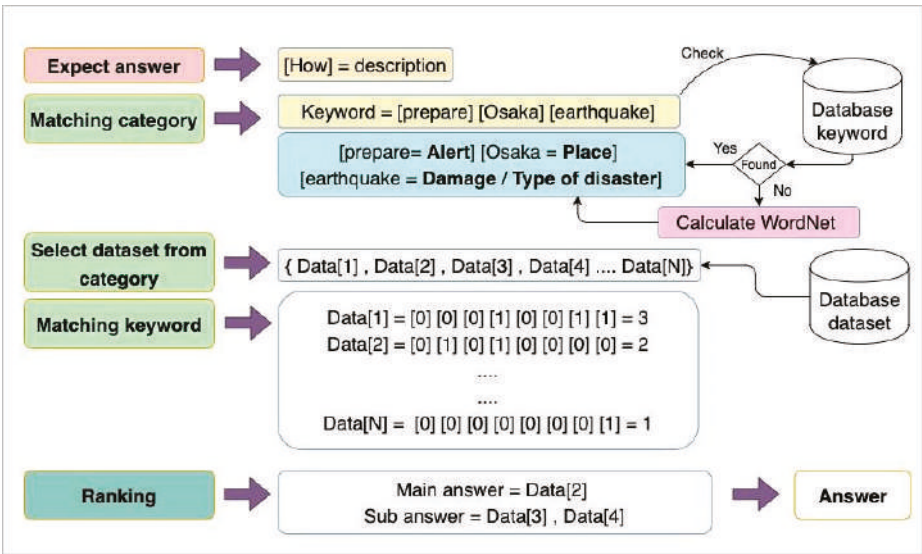 Expect answer
[How] = description
Check
Matching category
Keyword = [prepare] [Osaka] [earthquake]
Database
keyword
[prepare= Alert] [Osaka = Place]
[earthquake = Damage / Type of disaster]
Yes
Found
No
Calculate WordNet
Select dataset from
category
{ Data[1] , Data[2] , Data[3] , Data[4] .... Data[N]}
Database
dataset
Matching keyword
Data[1] = [0] [0] [0] [1] [0] [0] [1] [1] = 3
Data[2] = [0] [1] [0] [1] [0] [0] [0] [0] = 2
....
....
Data[N] = [0] [0] [0] [0] [0] [0] [0] [1] = 1
Ranking
Main answer = Data[2]
Sub answer = Data[3] , Data[4]
Answer